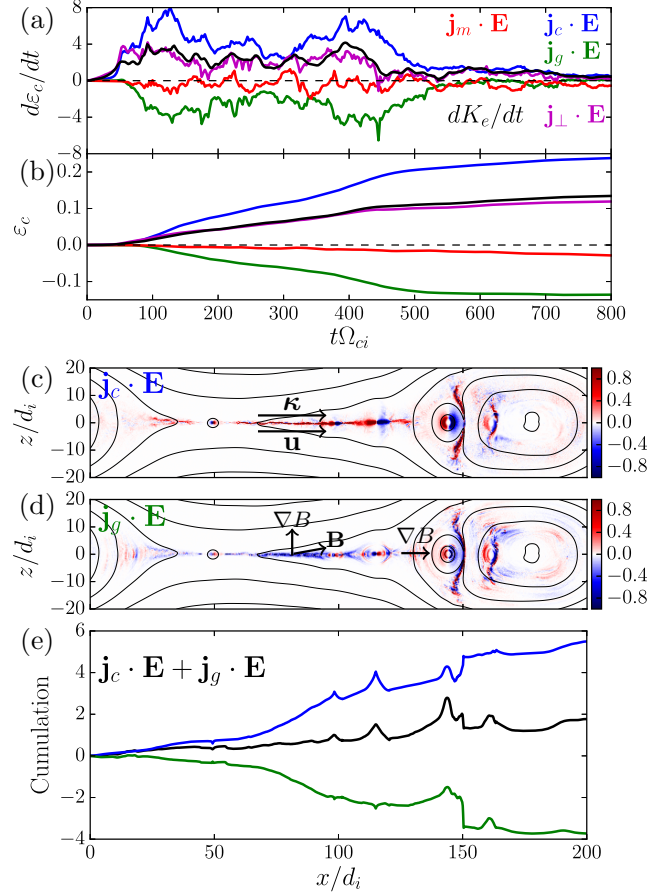 (a)
j_m · E j_c · E
j_g · E
dK_e/dt j_⊥ · E
dε_c/dt
8
4
0
−4
−8
(b)
ε_c
0.2
0.1
0.0
−0.1
0 100 200 300 400 500 600 700 800
tΩ_ci
(c)
j_c · E
κ
u
z/d_i
20
10
0
−10
−20
0.8
0.4
0.0
−0.4
−0.8
(d)
j_g · E
∇B
B
∇B
z/d_i
20
10
0
−10
−20
0.8
0.4
0.0
−0.4
−0.8
(e)
j_c · E + j_g · E
Cumulation
6
4
2
0
−2
−4
0 50 100 150 200
x/d_i